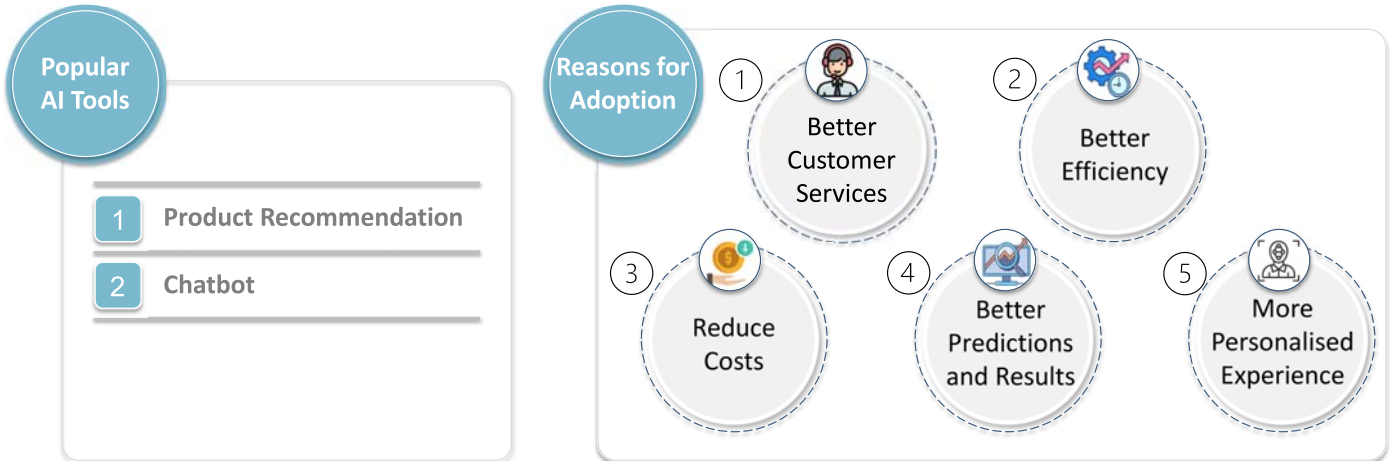 Popular
AI Tools
1 Product Recommendation
2 Chatbot
Reasons for
Adoption
1
Better
Customer
Services
2
Better
Efficiency
3
Reduce
Costs
4
Better
Predictions
and Results
5
More
Personalised
Experience